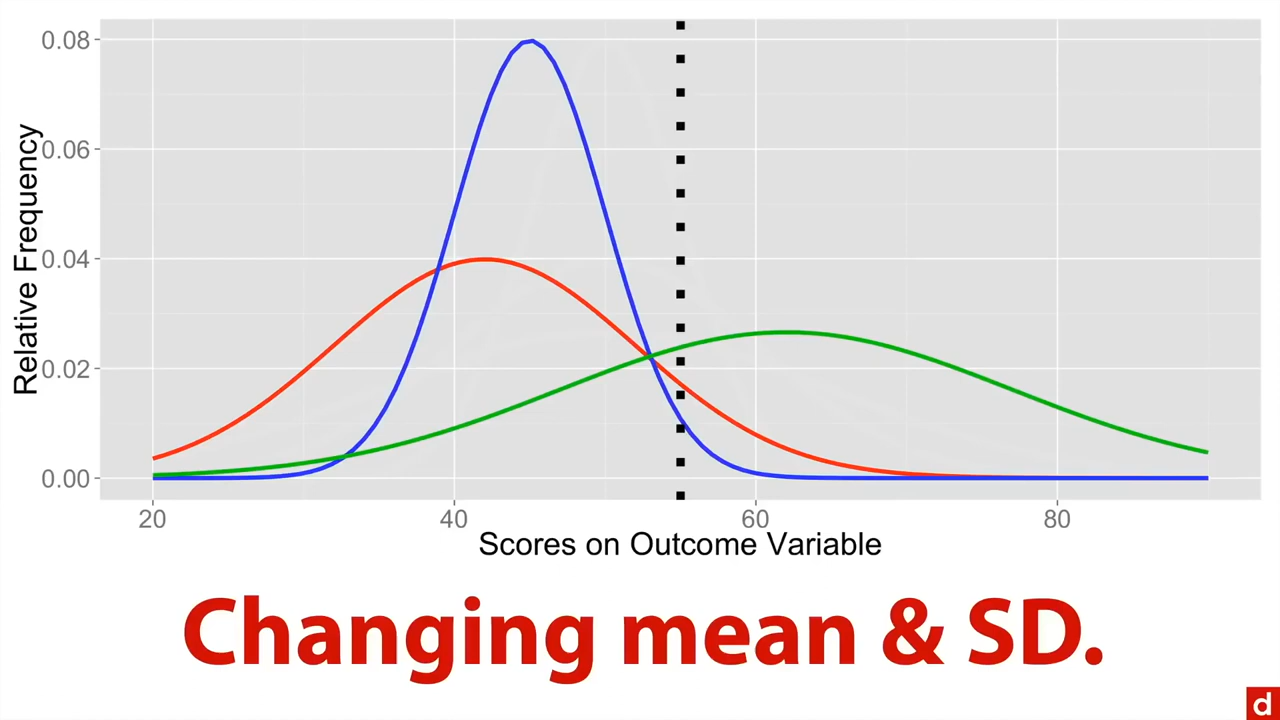 0.08
0.06
0.04
0.02
0.00
Relative Frequency
20 40 60 80
Scores on Outcome Variable
Changing mean & SD.
d